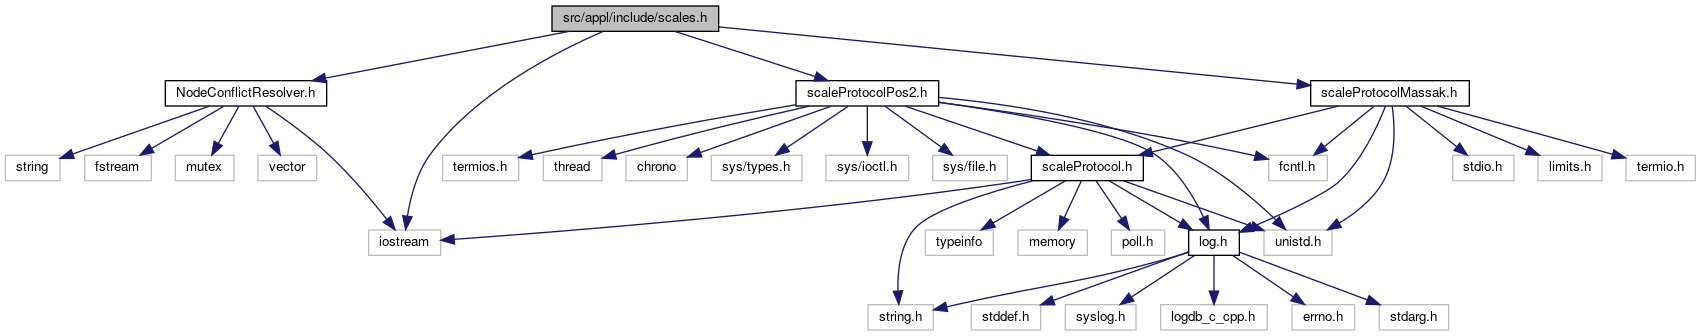 src/appl/include/scales.h
NodeConflictResolver.h
scaleProtocolPos2.h
scaleProtocolMassak.h
string
fstream
mutex
vector
termios.h
thread
chrono
sys/types.h
sys/ioctl.h
sys/file.h
scaleProtocol.h
fcntl.h
stdio.h
limits.h
termio.h
iostream
typeinfo
memory
poll.h
log.h
unistd.h
string.h
stddef.h
syslog.h
logdb_c_cpp.h
errno.h
stdarg.h